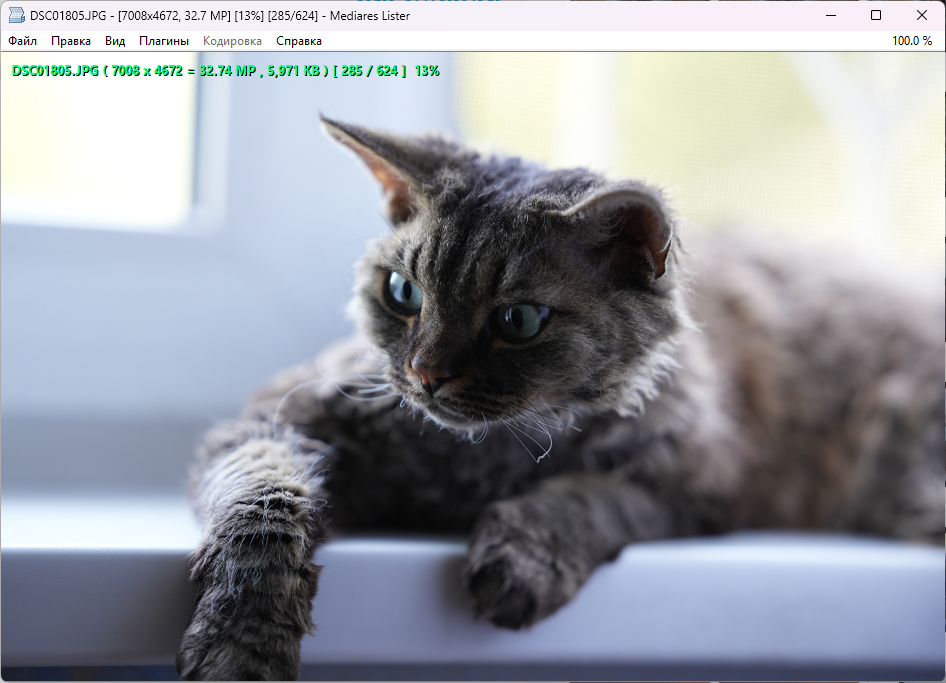 DSC01805.JPG - [7008x4672, 32.7 MP] [13%] [285/624] - Mediares Lister
Файл Правка Вид Плагины Кодировка Справка 100.0 %
DSC01805.JPG ( 7008 x 4672 = 32.74 MP , 5,971 KB ) [ 285 / 624 ] 13%